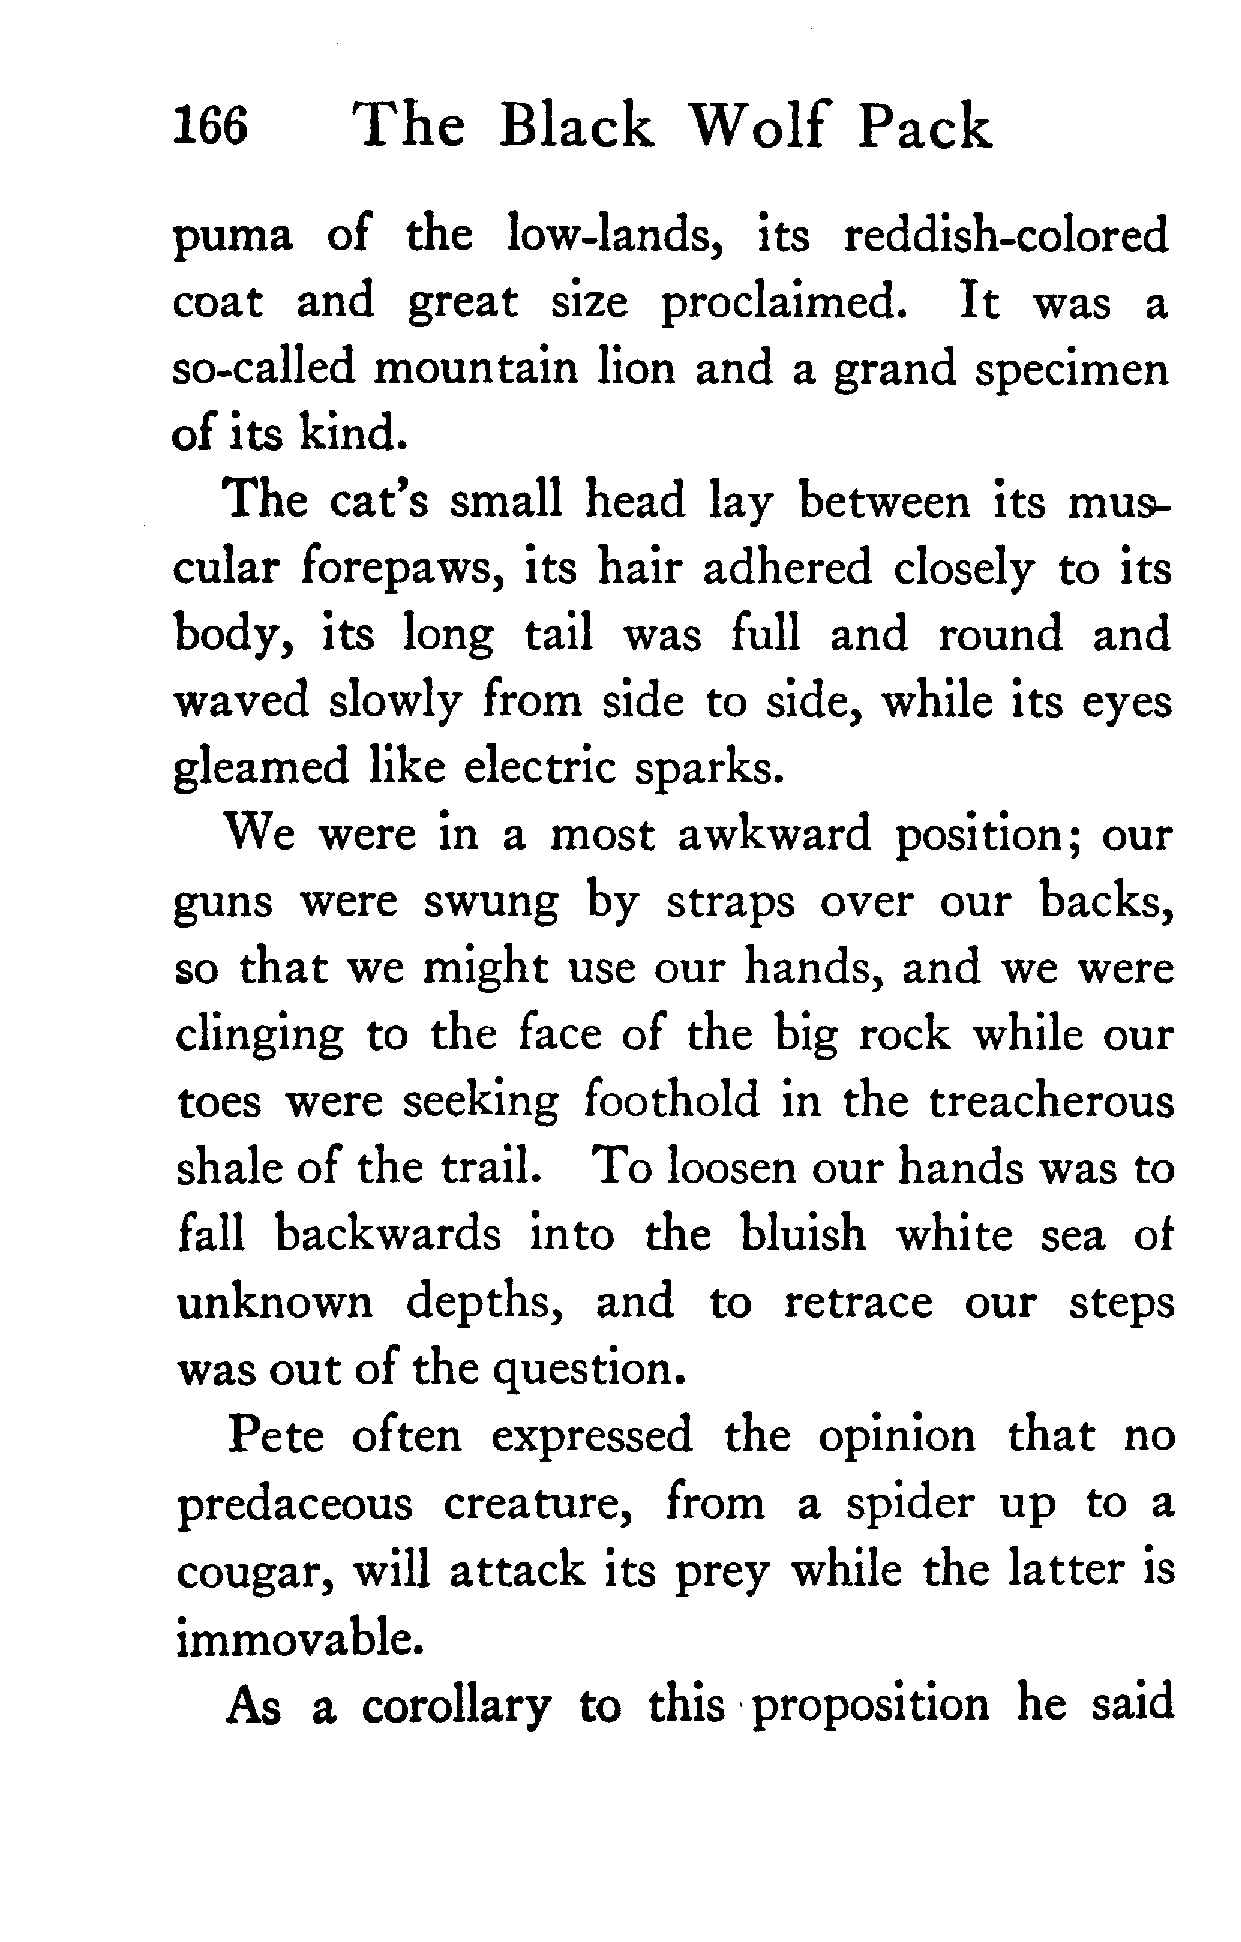 166 The Black Wolf Pack
puma of the low-lands, its reddish-colored
coat and great size proclaimed. It was a
so-called mountain lion and a grand specimen
of its kind.
The cat's small head lay between its mus-
cular forepaws, its hair adhered closely to its
body, its long tail was full and round and
waved slowly from side to side, while its eyes
gleamed like electric sparks.
We were in a most awkward position; our
guns were swung by straps over our backs,
so that we might use our hands, and we were
clinging to the face of the big rock while our
toes were seeking foothold in the treacherous
shale of the trail. To loosen our hands was to
fall backwards into the bluish white sea of
unknown depths, and to retrace our steps
was out of the question.
Pete often expressed the opinion that no
predaceous creature, from a spider up to a
cougar, will attack its prey while the latter is
immovable.
As a corollary to this proposition he said